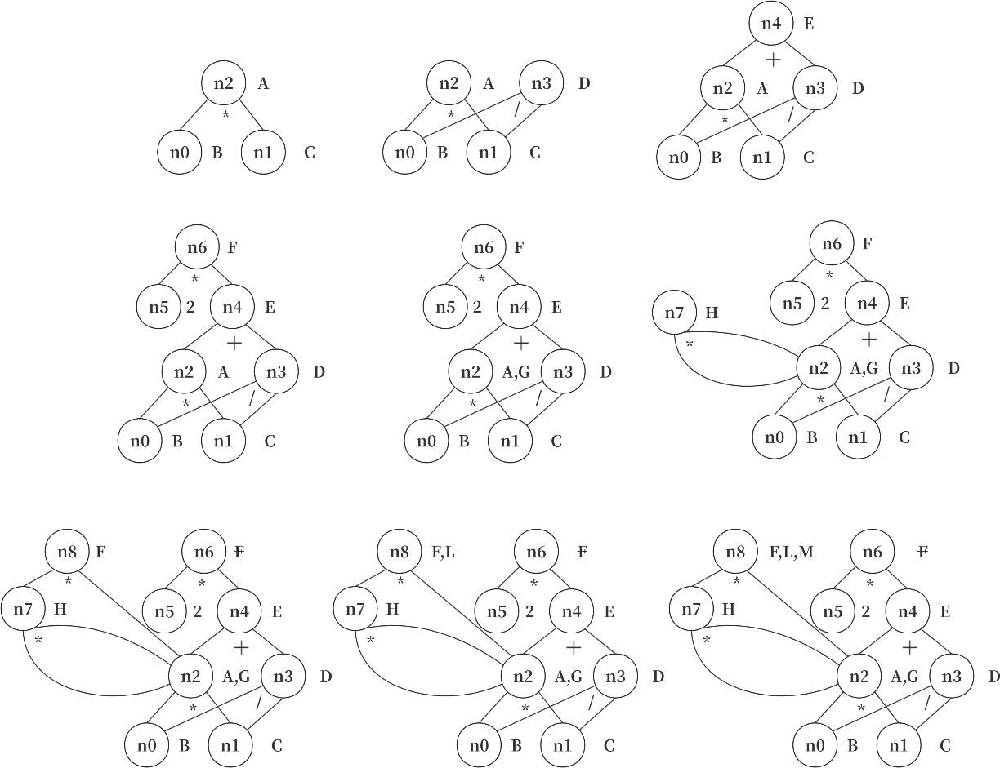 n4 E
n2 A n2 A n3 D + n2 A n3 D
* * / * /
n0 B n1 C n0 B n1 C n0 B n1 C
n6 F n6 F n6 F
* * *
n5 2 n4 E n5 2 n4 E n7 H n5 2 n4 E
+ + * +
n2 A n3 D n2 A,G n3 D n2 A,G n3 D
* / * / * /
n0 B n1 C n0 B n1 C n0 B n1 C
n8 F n6 F n8 F,L n6 F n8 F,L,M n6 F
* * * * * *
n7 H n5 2 n4 E n7 H n5 2 n4 E n7 H n5 2 n4 E
* + * + * +
n2 A,G n3 D n2 A,G n3 D n2 A,G n3 D
* / * / * /
n0 B n1 C n0 B n1 C n0 B n1 C